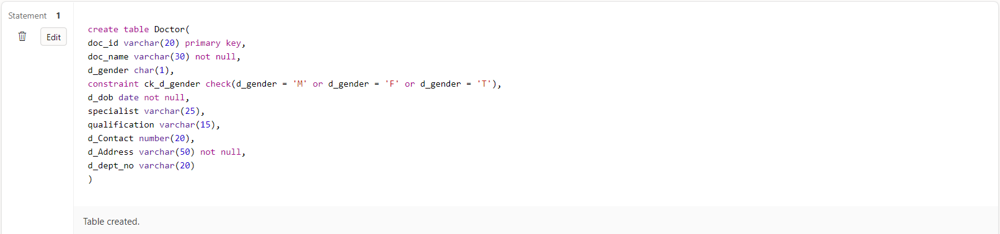 Statement 1
Edit
create table Doctor(
doc_id varchar(20) primary key,
doc_name varchar(30) not null,
d_gender char(1),
constraint ck_d_gender check(d_gender = 'M' or d_gender = 'F' or d_gender = 'T'),
d_dob date not null,
specialist varchar(25),
qualification varchar(15),
d_Contact number(20),
d_Address varchar(50) not null,
d_dept_no varchar(20)
)
Table created.